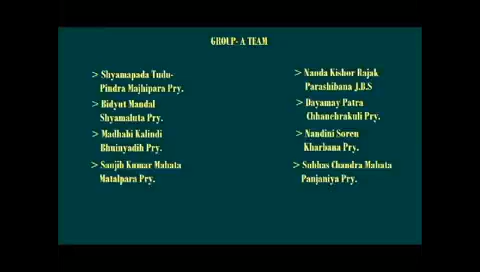 GROUP- A TEAM
> Shyamapada Tudu-
Pindra Majhipara Pry.
> Bidyut Mandal
Shyamaluta Pry.
> Madhabi Kalindi
Bhuinyadih Pry.
> Sanjib Kumar Mahata
Matalpara Pry.
> Nanda Kishor Rajak
Parashibana J.B.S
> Dayamay Patra
Chhanchrakuli Pry.
> Nandini Soren
Kharbana Pry.
> Subhas Chandra Mahata
Panjaniya Pry.